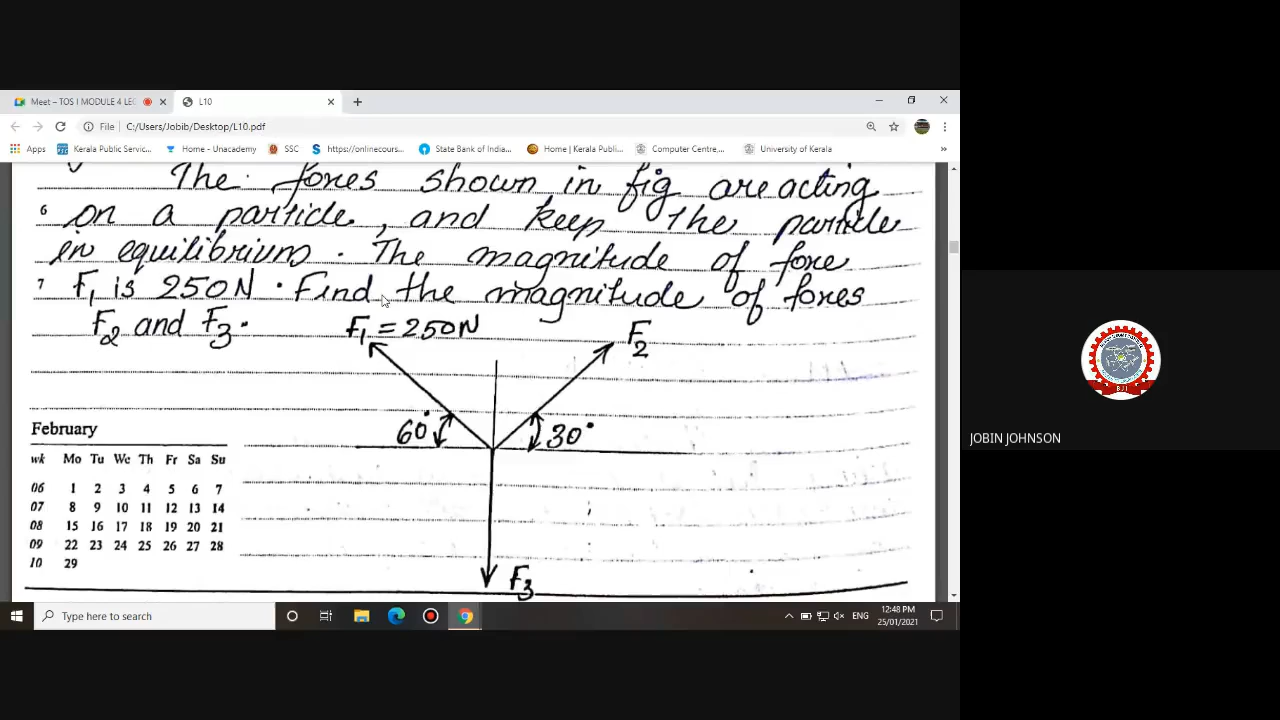 Meet – TOS I MODULE 4 LEC
L10
File
C:/Users/Jobib/Desktop/L10.pdf
Apps
Kerala Public Servic...
Home - Unacademy
SSC
https://onlinecours...
State Bank of India...
Home | Kerala Publi...
Computer Centre,...
University of Kerala
»
The forces shown in fig are acting
6 on a particle, and keep the particle
in equilibrium. The magnitude of force
7 F1 is 250N. Find the magnitude of forces
F2 and F3.
F1 = 250N
F2
60°
30°
F3
February
wk Mo Tu We Th Fr Sa Su
06 1 2 3 4 5 6 7
07 8 9 10 11 12 13 14
08 15 16 17 18 19 20 21
09 22 23 24 25 26 27 28
10 29
JOBIN JOHNSON
BJI
Type here to search
ENG
12:48 PM
25/01/2021